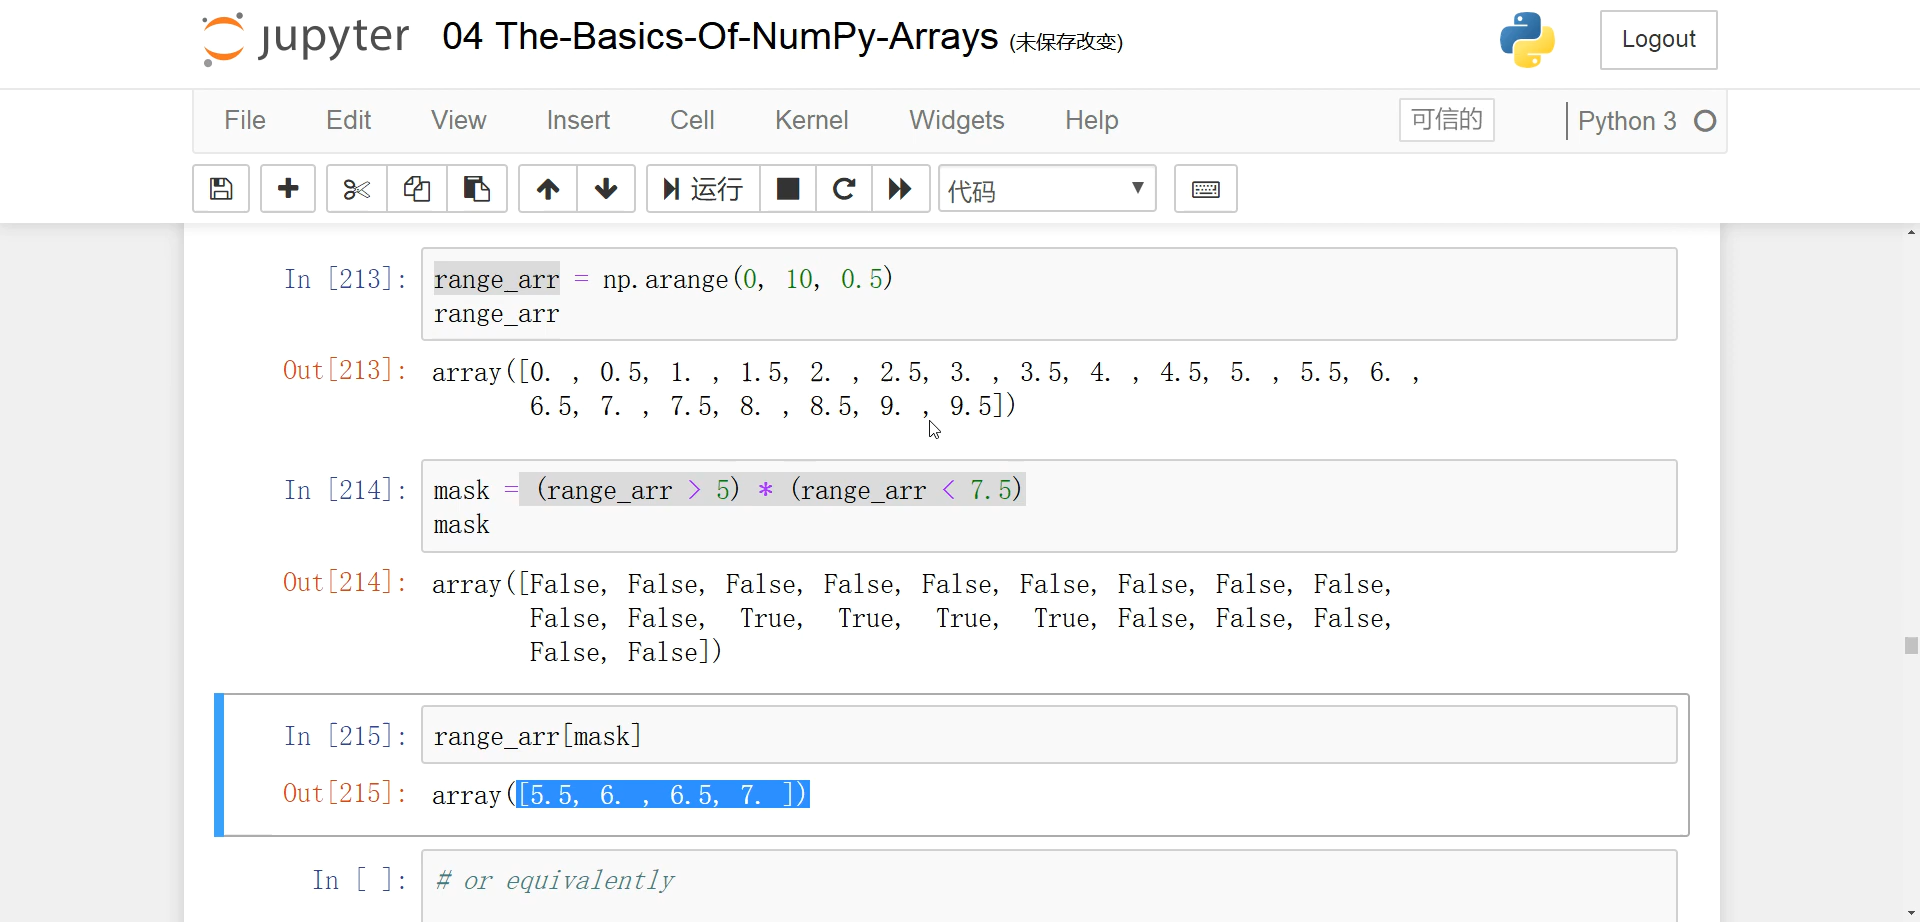 jupyter 04 The-Basics-Of-NumPy-Arrays (未保存改变) Logout
File Edit View Insert Cell Kernel Widgets Help 可信的 Python 3
运行 代码
In [213]: range_arr = np.arange(0, 10, 0.5)
range_arr
Out[213]: array([0. , 0.5, 1. , 1.5, 2. , 2.5, 3. , 3.5, 4. , 4.5, 5. , 5.5, 6. ,
6.5, 7. , 7.5, 8. , 8.5, 9. , 9.5])
In [214]: mask = (range_arr > 5) * (range_arr < 7.5)
mask
Out[214]: array([False, False, False, False, False, False, False, False, False,
False, False, True, True, True, True, False, False, False,
False, False])
In [215]: range_arr[mask]
Out[215]: array([5.5, 6. , 6.5, 7. ])
In [ ]: # or equivalently